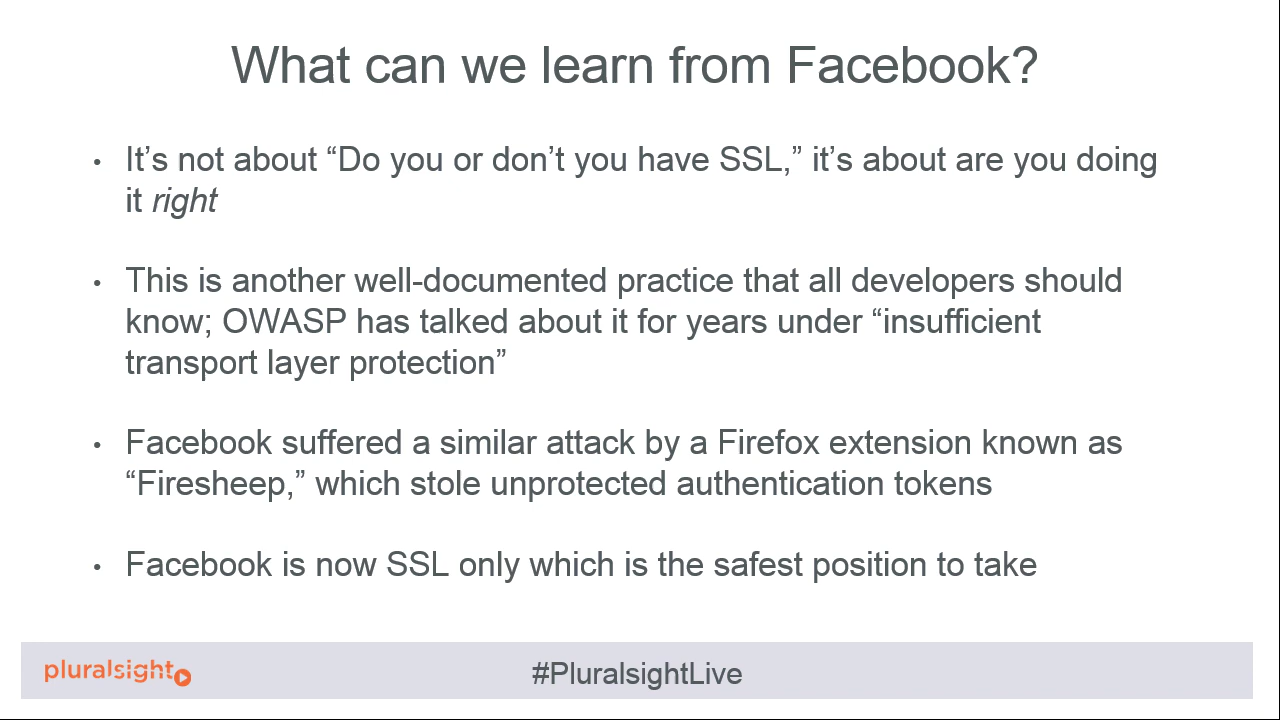 What can we learn from Facebook?
• It’s not about “Do you or don’t you have SSL,” it’s about are you doing
it right
• This is another well-documented practice that all developers should
know; OWASP has talked about it for years under “insufficient
transport layer protection”
• Facebook suffered a similar attack by a Firefox extension known as
“Firesheep,” which stole unprotected authentication tokens
• Facebook is now SSL only which is the safest position to take
pluralsight
#PluralsightLive